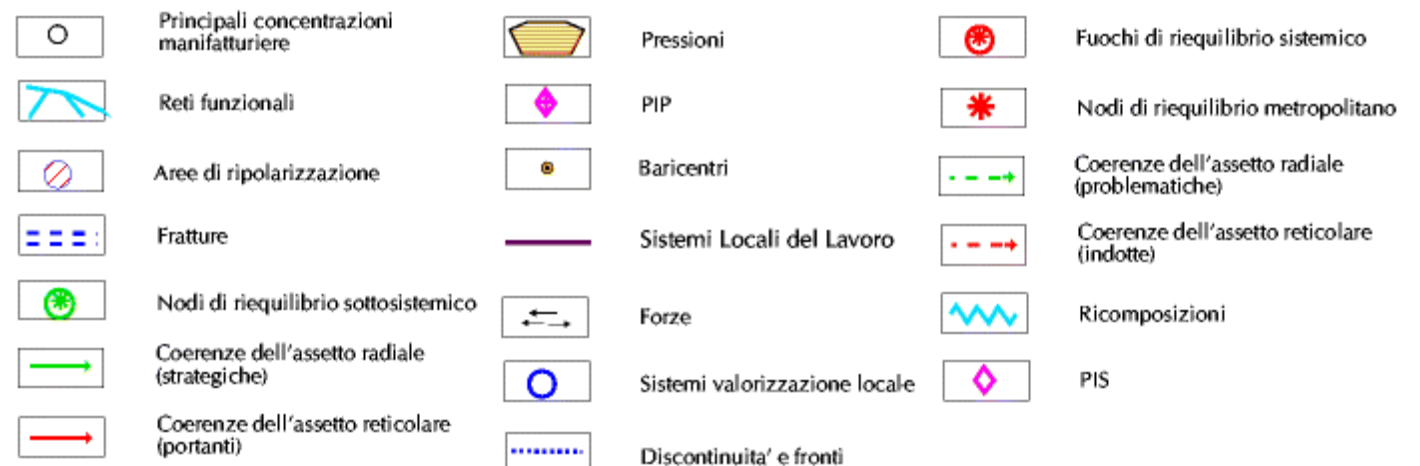 Principali concentrazioni
manifatturiere
Reti funzionali
Aree di ripolarizzazione
Fratture
Nodi di riequilibrio sottosistemico
Coerenze dell'assetto radiale
(strategiche)
Coerenze dell'assetto reticolare
(portanti)
Pressioni
PIP
Baricentri
Sistemi Locali del Lavoro
Forze
Sistemi valorizzazione locale
Discontinuita' e fronti
Fuochi di riequilibrio sistemico
Nodi di riequilibrio metropolitano
Coerenze dell'assetto radiale
(problematiche)
Coerenze dell'assetto reticolare
(indotte)
Ricomposizioni
PIS